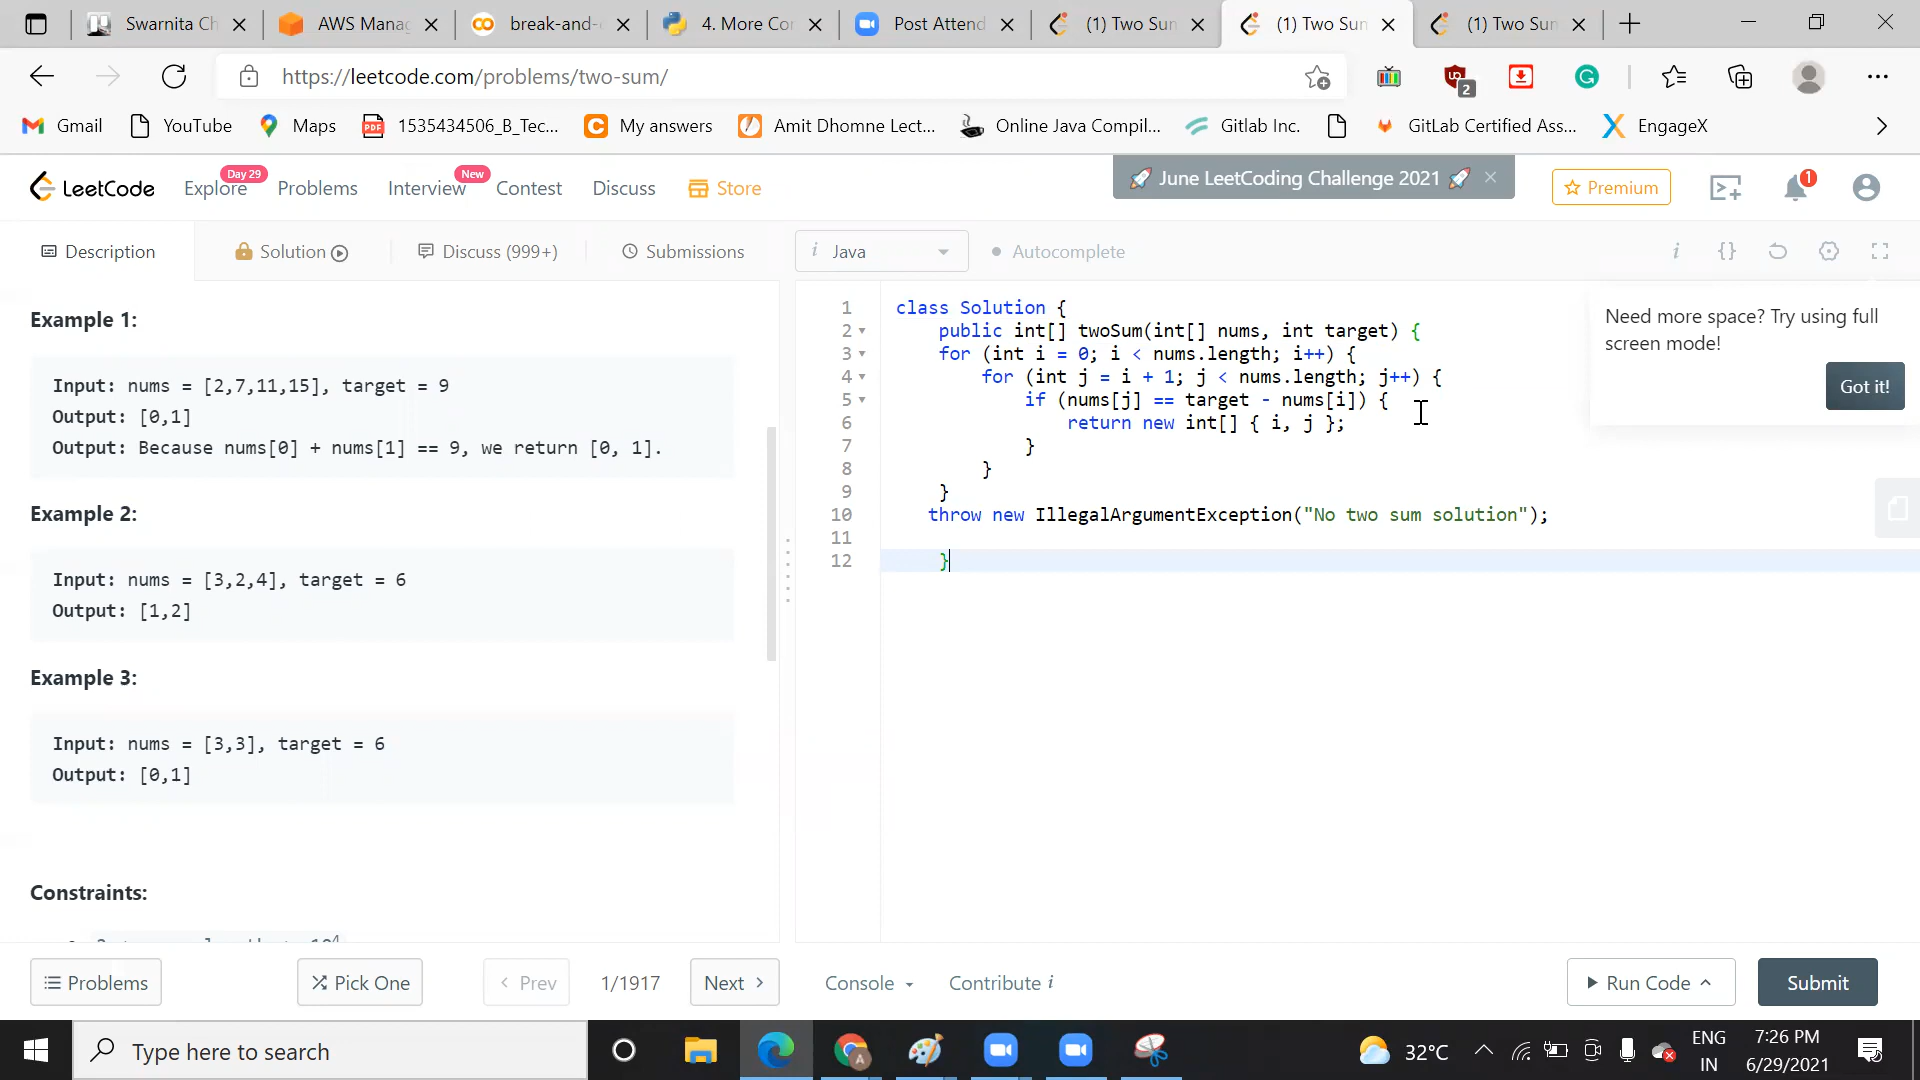 Swarnita Ch
AWS Manag
break-and-
4. More Cor
Post Attend
(1) Two Sum
(1) Two Sum
(1) Two Sum
https://leetcode.com/problems/two-sum/
2
Gmail
YouTube
Maps
1535434506_B_Tec...
My answers
Amit Dhomne Lect...
Online Java Compil...
Gitlab Inc.
GitLab Certified Ass...
EngageX
LeetCode
Explore
Day 29
Problems
Interview
New
Contest
Discuss
Store
June LeetCoding Challenge 2021
Premium
1
Description
Solution
Discuss (999+)
Submissions
i Java
Autocomplete
i {}
Need more space? Try using full
screen mode!
Got it!
Example 1:
Input: nums = [2,7,11,15], target = 9
Output: [0,1]
Output: Because nums[0] + nums[1] == 9, we return [0, 1].
Example 2:
Input: nums = [3,2,4], target = 6
Output: [1,2]
Example 3:
Input: nums = [3,3], target = 6
Output: [0,1]
Constraints:
1 class Solution {
2 public int[] twoSum(int[] nums, int target) {
3 for (int i = 0; i < nums.length; i++) {
4 for (int j = i + 1; j < nums.length; j++) {
5 if (nums[j] == target - nums[i]) {
6 return new int[] { i, j };
7 }
8 }
9 }
10 throw new IllegalArgumentException("No two sum solution");
11
12 }
Problems
Pick One
Prev
1/1917
Next
Console
Contribute i
Run Code
Submit
Type here to search
32°C
ENG
IN
7:26 PM
6/29/2021